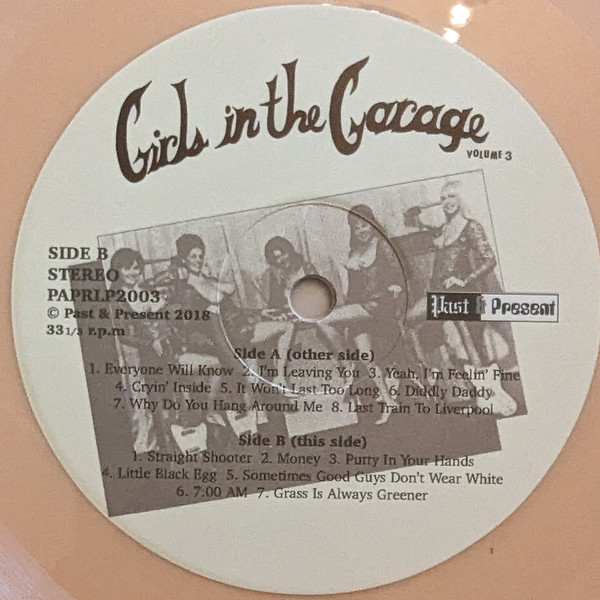 Girls in the Garage
VOLUME 3
SIDE B
STEREO
PAPRLP2003
© Past & Present 2018
33 1/3 r.p.m
Past & Present
Side A (other side)
1. Everyone Will Know 2. I'm Leaving You 3. Yeah, I'm Feelin' Fine
4. Cryin' Inside 5. It Won't Last Too Long 6. Diddly Daddy
7. Why Do You Hang Around Me 8. Last Train To Liverpool
Side B (this side)
1. Straight Shooter 2. Money 3. Putty In Your Hands
4. Little Black Egg 5. Sometimes Good Guys Don't Wear White
6. 7:00 AM 7. Grass Is Always Greener